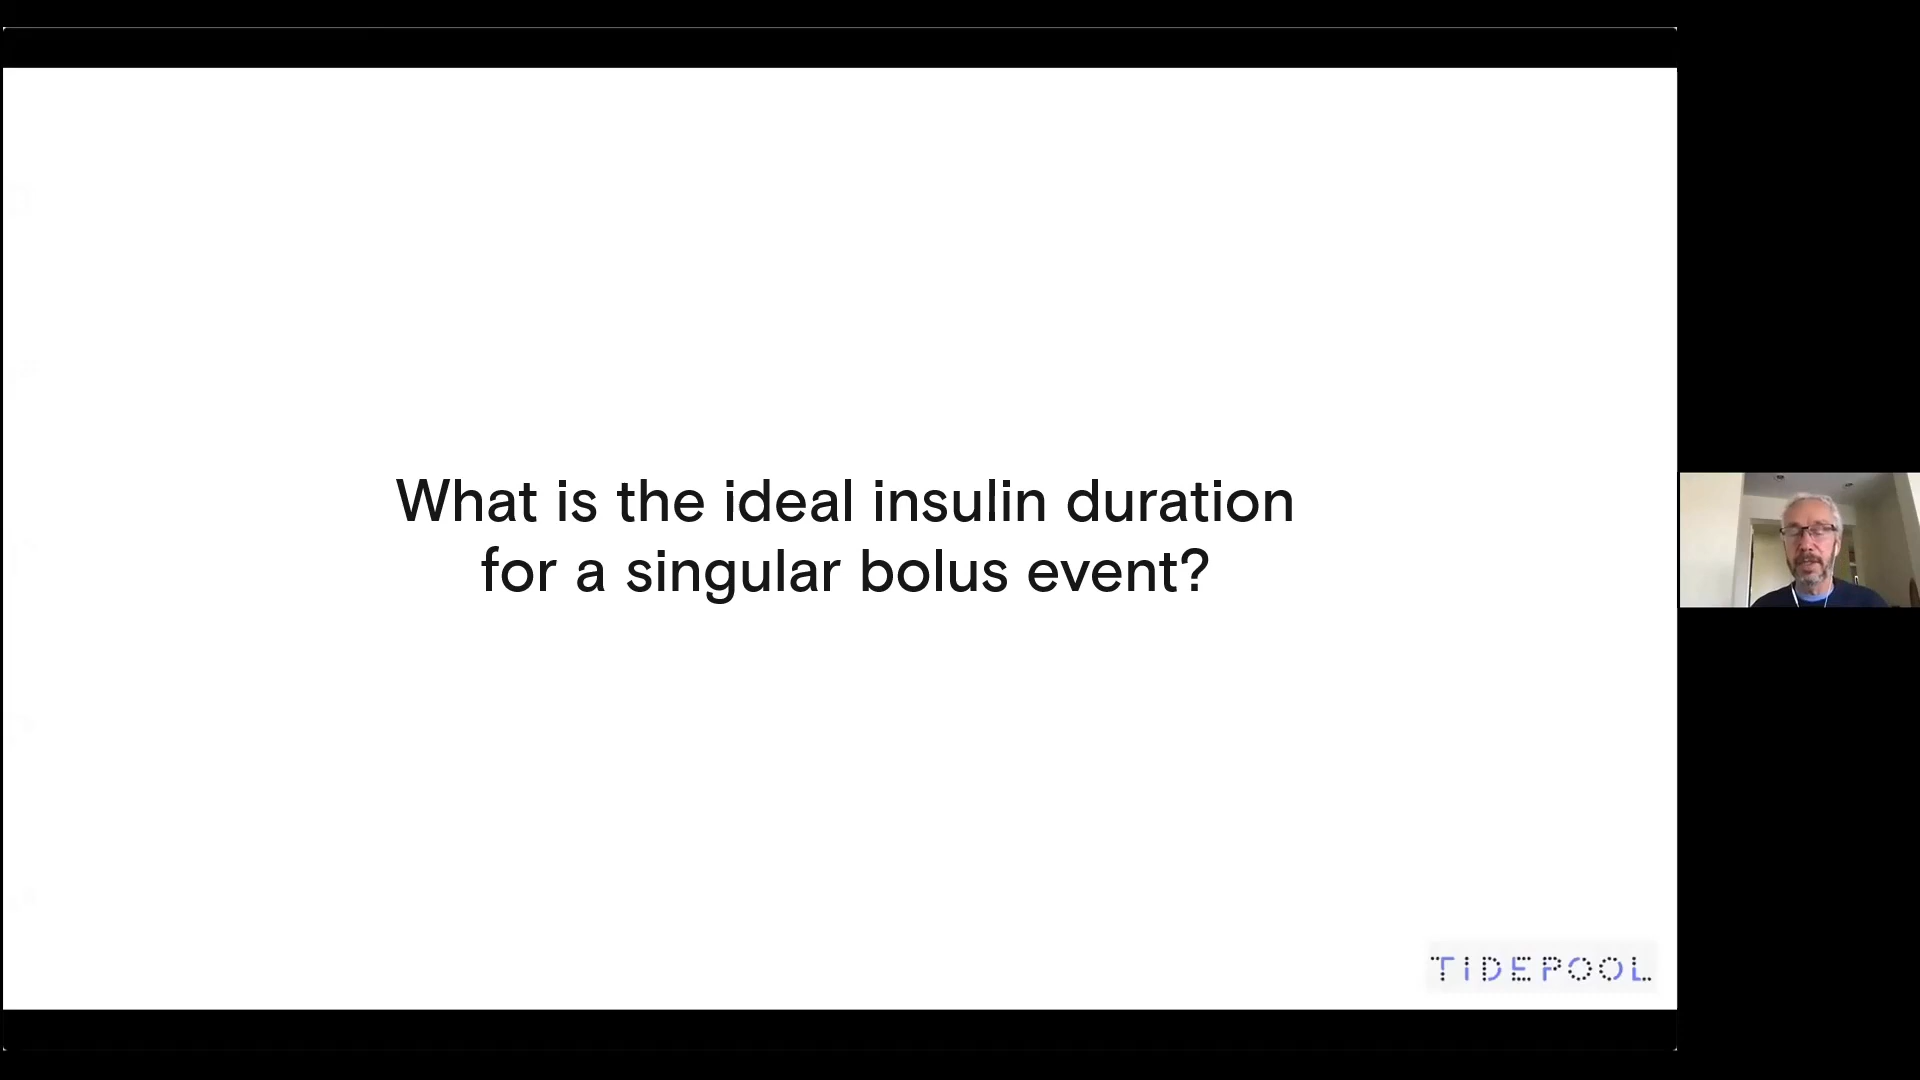 What is the ideal insulin duration
for a singular bolus event?
TIDEPOOL